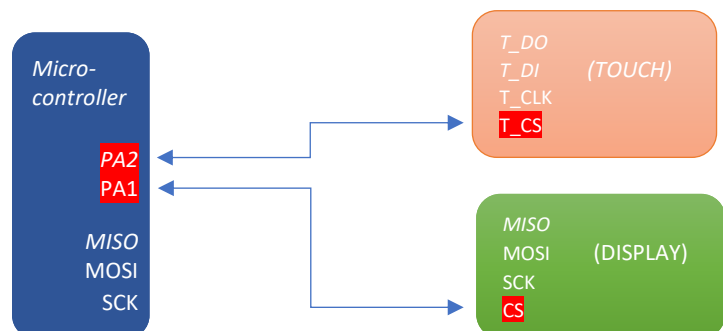 Micro-
controller
PA2
PA1
MISO
MOSI
SCK
T_DO
T_DI (TOUCH)
T_CLK
T_CS
MISO
MOSI (DISPLAY)
SCK
CS